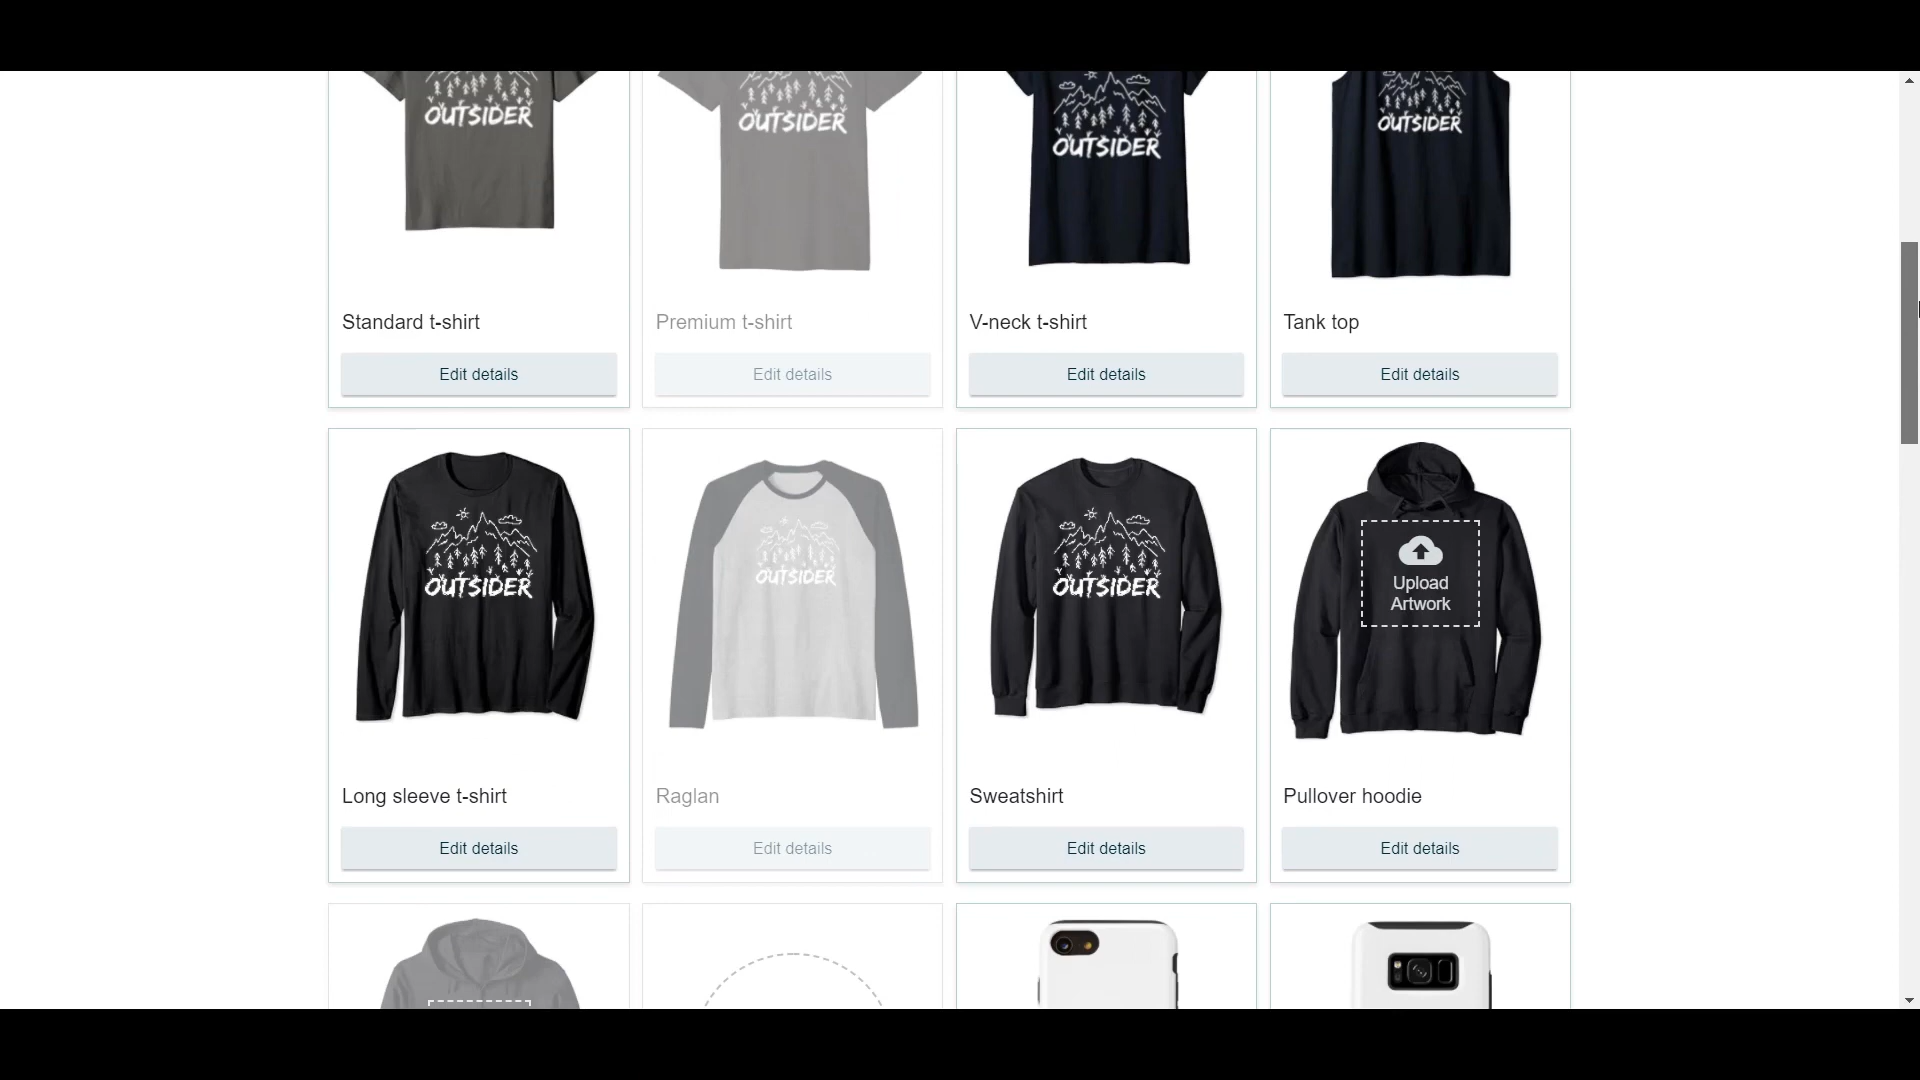 OUTSIDER
OUTSIDER
OUTSIDER
OUTSIDER
Standard t-shirt
Premium t-shirt
V-neck t-shirt
Tank top
Edit details
Edit details
Edit details
Edit details
OUTSIDER
OUTSIDER
OUTSIDER
Upload
Artwork
Long sleeve t-shirt
Raglan
Sweatshirt
Pullover hoodie
Edit details
Edit details
Edit details
Edit details